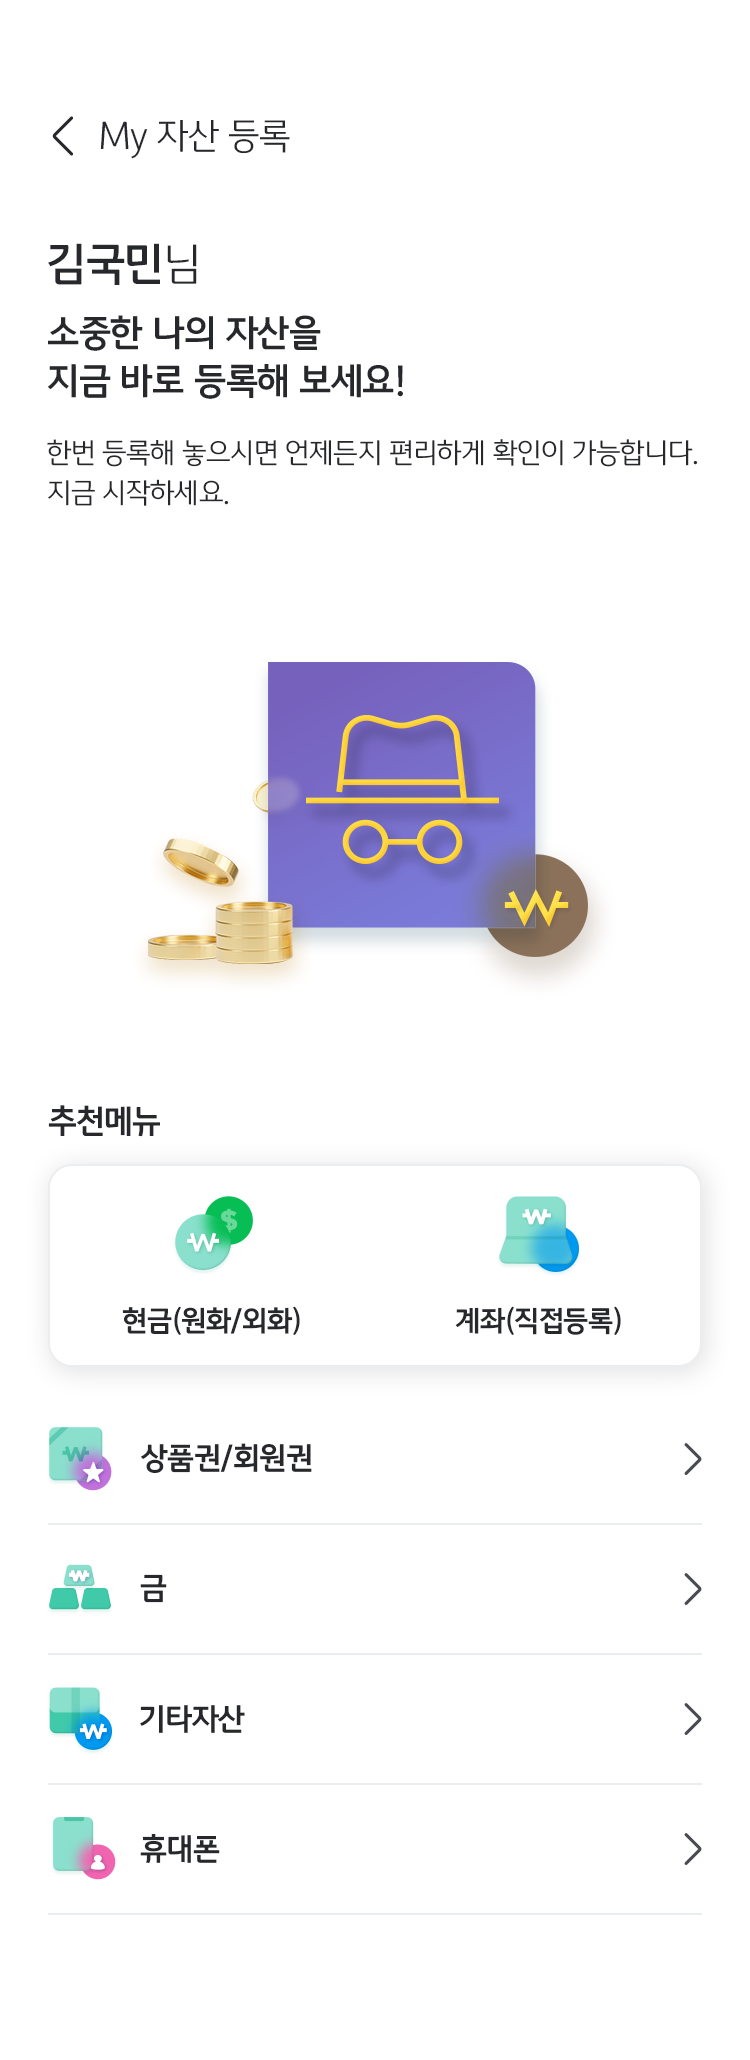 My 자산 등록
김국민님
소중한 나의 자산을
지금 바로 등록해 보세요!
한번 등록해 놓으시면 언제든지 편리하게 확인이 가능합니다.
지금 시작하세요.
추천메뉴
현금(원화/외화)
계좌(직접등록)
상품권/회원권
금
기타자산
휴대폰